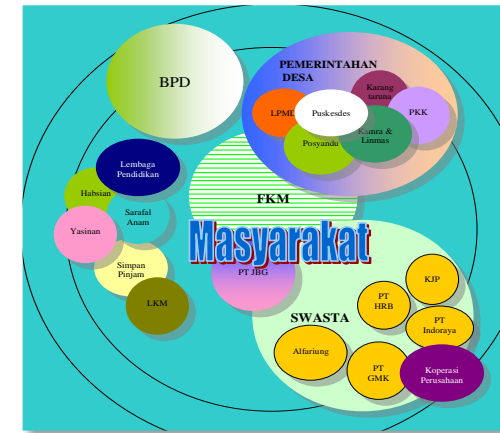 BPD
PEMERINTAHAN
DESA
Karang
taruna
LPMD
Puskesdes
PKK
Kamra &
Linmas
Posyandu
Lembaga
Pendidikan
Habsian
Sarafal
Anam
Yasinan
Simpan
Pinjam
LKM
FKM
Masyarakat
PT JBG
SWASTA
KJP
PT
HRB
PT
Indoraya
Alfariung
PT
GMK
Koperasi
Perusahaan